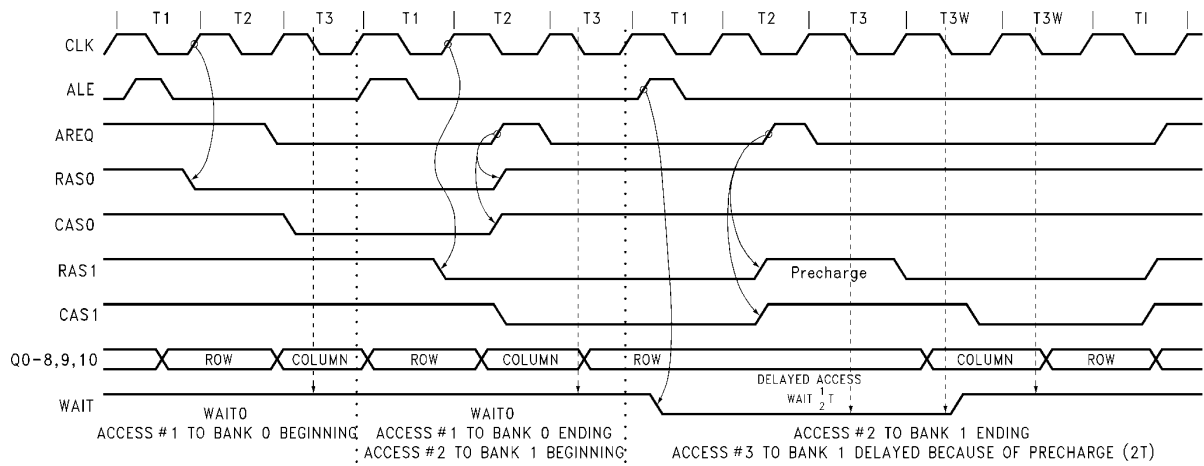 T1 T2 T3 T1 T2 T3 T1 T2 T3 T3W T3W TI
CLK
ALE
AREQ
RAS0
CAS0
RAS1 Precharge
CAS1
Q0-8,9,10 ROW COLUMN ROW COLUMN ROW COLUMN ROW
DELAYED ACCESS
WAIT WAIT 1/2 T
WAIT0 WAIT0
ACCESS #1 TO BANK 0 BEGINNING ACCESS #1 TO BANK 0 ENDING ACCESS #2 TO BANK 1 ENDING
ACCESS #2 TO BANK 1 BEGINNING ACCESS #3 TO BANK 1 DELAYED BECAUSE OF PRECHARGE (2T)